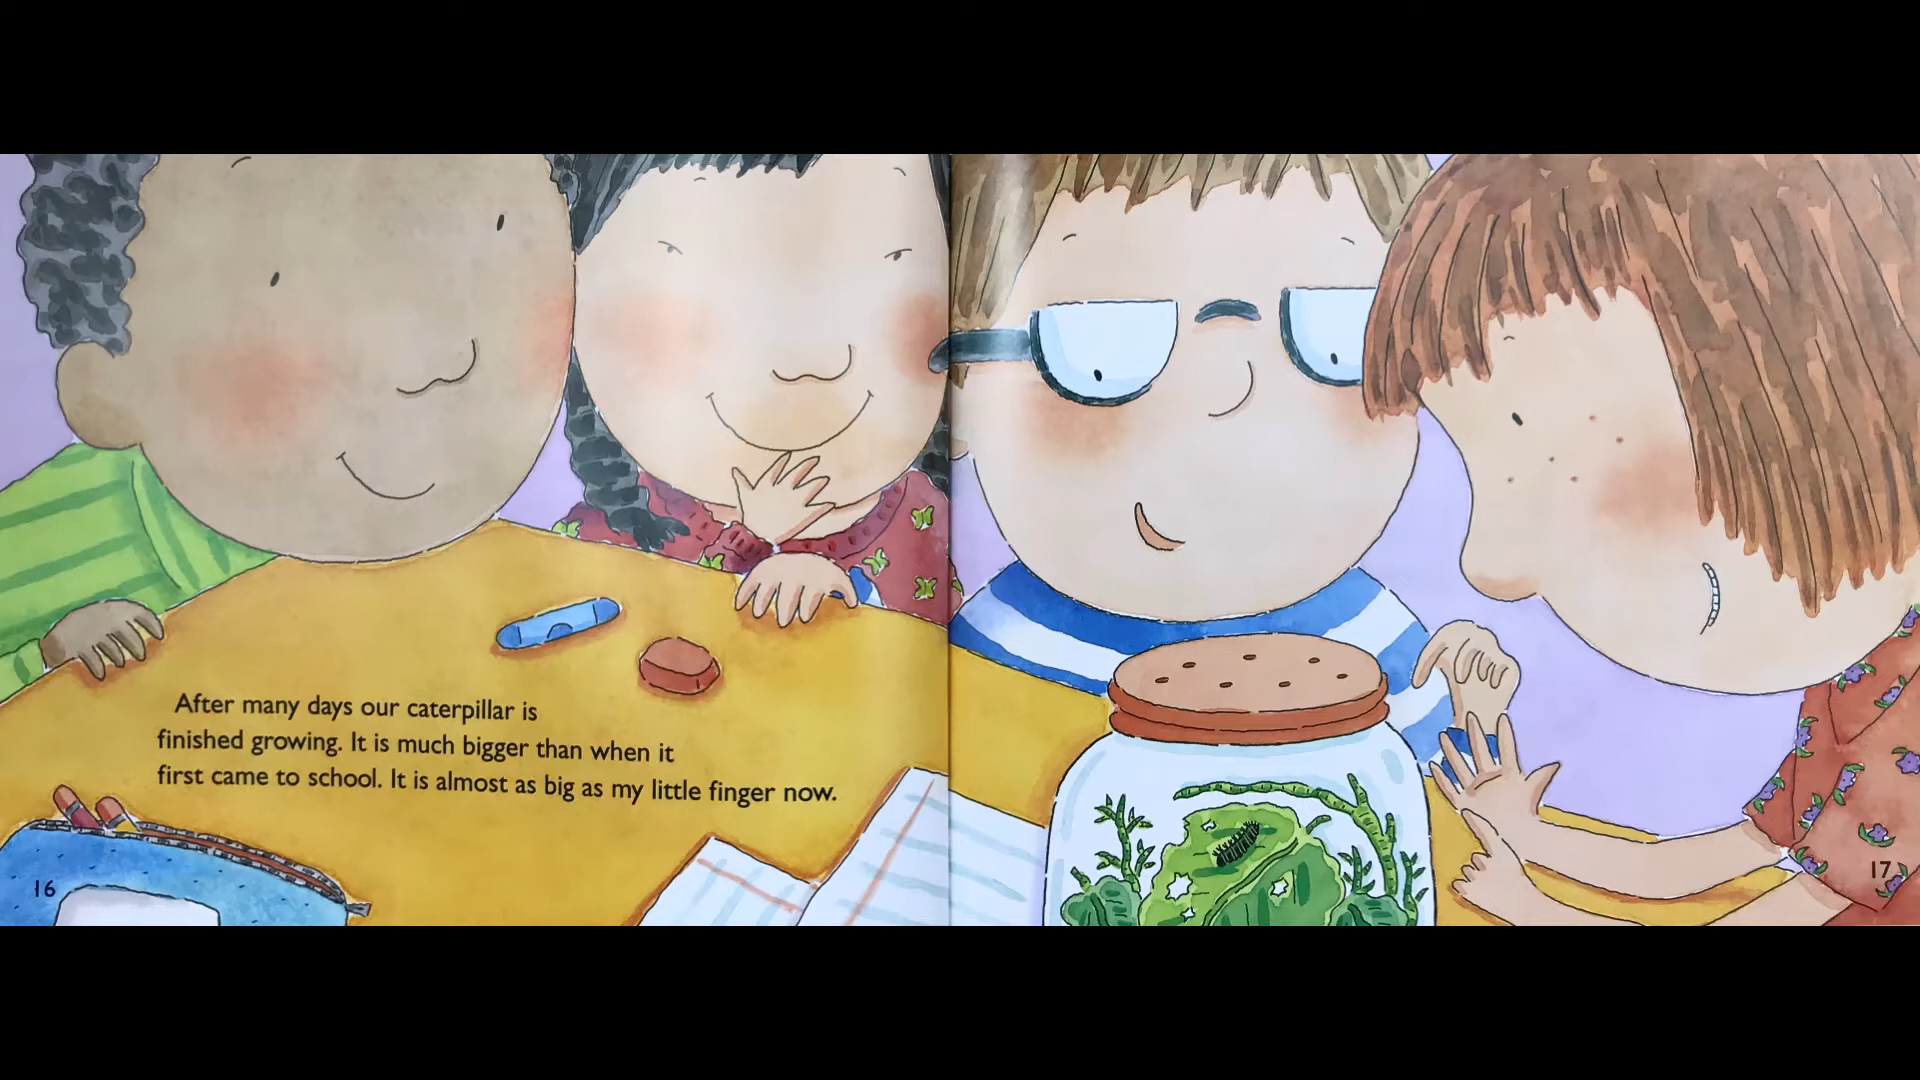 After many days our caterpillar is
finished growing. It is much bigger than when it
first came to school. It is almost as big as my little finger now.
16
17